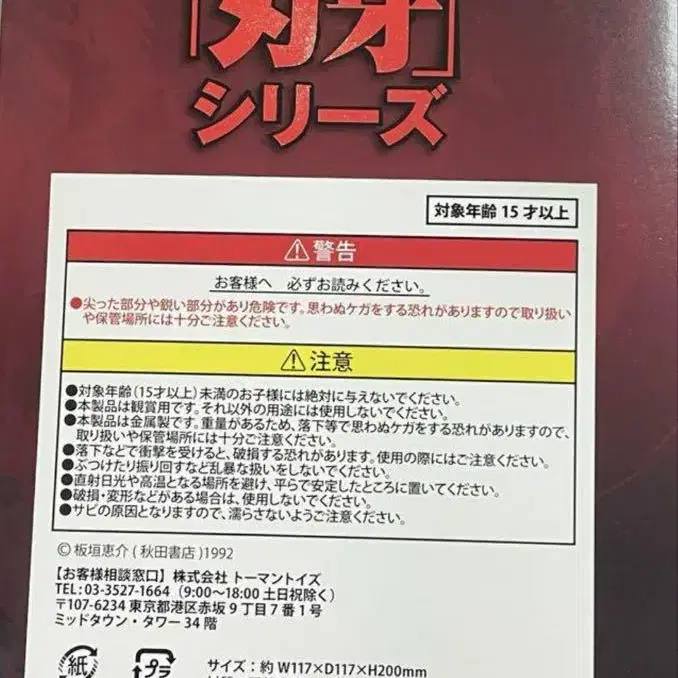 「刃牙」
シリーズ
対象年齢 15 才以上
⚠警告
お客様へ 必ずお読みください。
●尖った部分や鋭い部分があり危険です。思わぬケガをする恐れがありますので取り扱い
や保管場所には十分ご注意ください。
⚠注意
●対象年齢(15才以上)未満のお子様には絶対に与えないでください。
●本製品は観賞用です。それ以外の用途には使用しないでください。
●本製品は金属製です。重量があるため、落下等で思わぬケガをする恐れがありますので、
取り扱いや保管場所には十分ご注意ください。
●落下などで衝撃を受けると、破損する恐れがあります。使用の際にはご注意ください。
●ぶつけたり振り回すなど乱暴な扱いをしないでください。
●直射日光や高温となる場所を避け、平らで安定したところに置いてください。
●破損・変形などがある場合は、使用しないでください。
●サビの原因となりますので、濡らさないようご注意ください。
© 板垣恵介 ( 秋田書店 )1992
【お客様相談窓口】株式会社 トーマントイズ
TEL:03-3527-1664 (9:00～18:00 土日祝除く)
〒107-6234 東京都港区赤坂 9 丁目 7 番 1 号
ミッドタウン・タワー 34 階
紙 プラ サイズ:約 W117×D117×H200mm